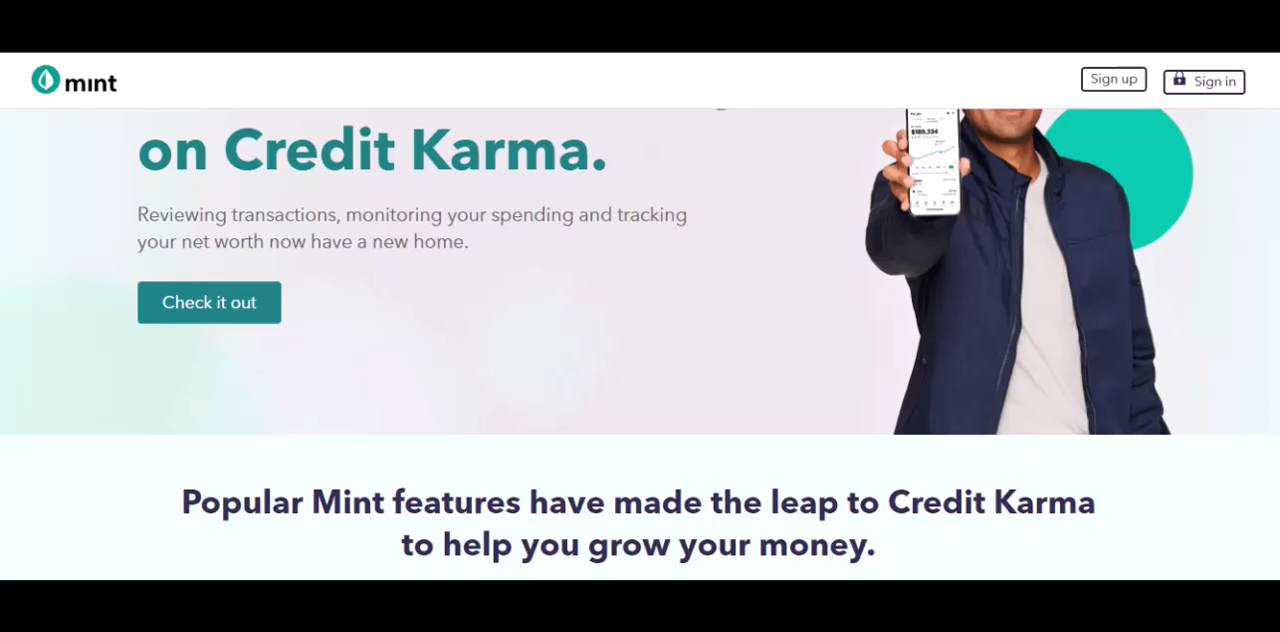 mint
Sign up
Sign in
on Credit Karma.
$189,334
Reviewing transactions, monitoring your spending and tracking
your net worth now have a new home.
Check it out
Popular Mint features have made the leap to Credit Karma
to help you grow your money.